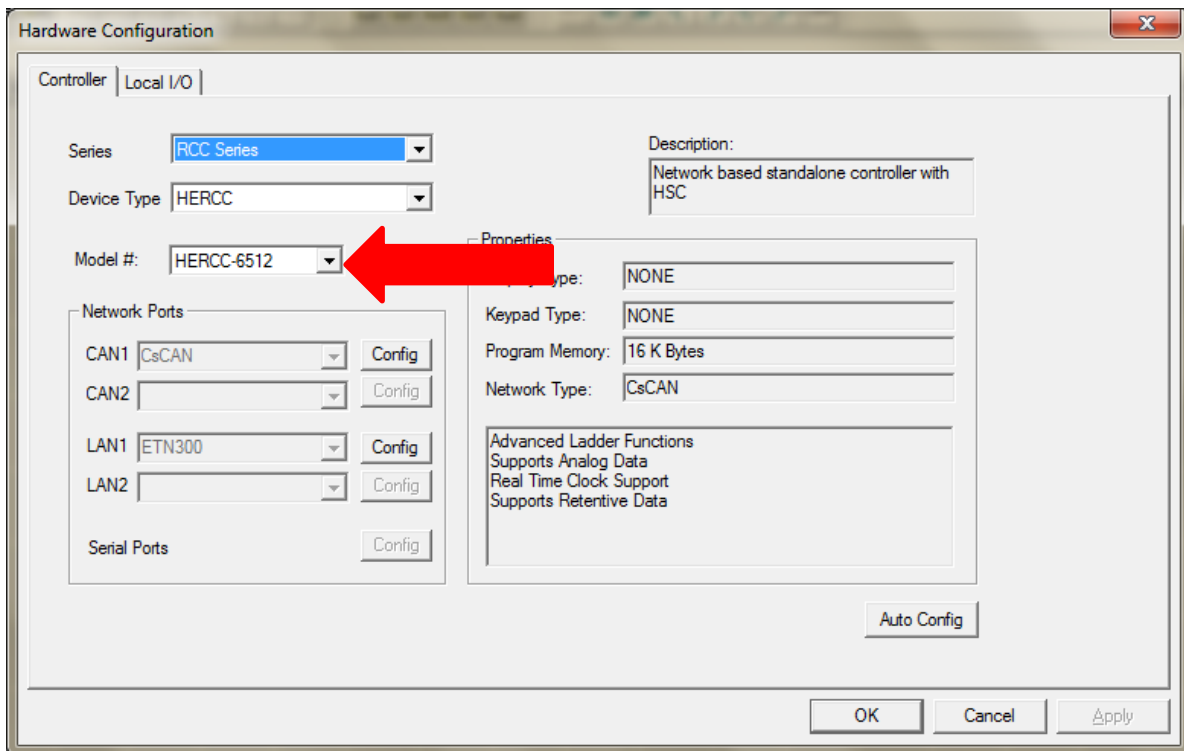 Hardware Configuration
Controller
Local I/O
Series
RCC Series
Device Type
HERCC
Model #:
HERCC-6512
Description:
Network based standalone controller with
HSC
Network Ports
CAN1
CsCAN
Config
CAN2
Config
LAN1
ETN300
Config
LAN2
Config
Serial Ports
Config
Properties
NONE
Keypad Type:
NONE
Program Memory:
16 K Bytes
Network Type:
CsCAN
Advanced Ladder Functions
Supports Analog Data
Real Time Clock Support
Supports Retentive Data
Auto Config
OK
Cancel
Apply